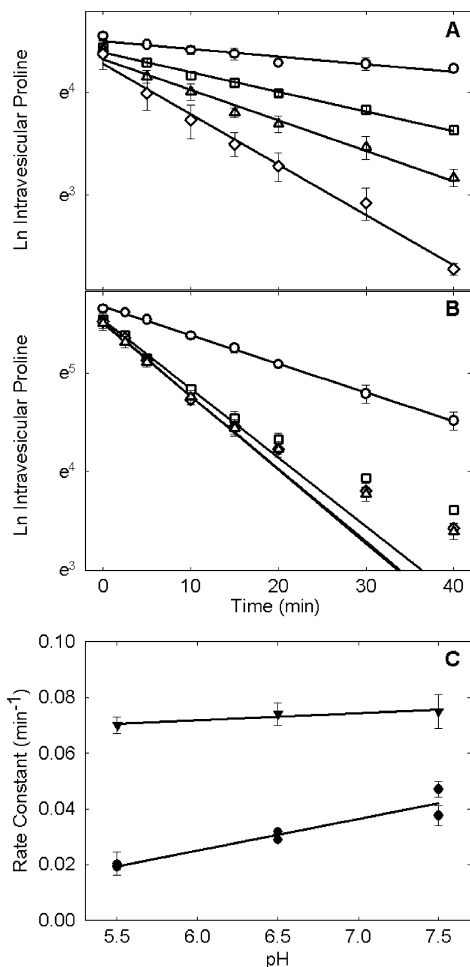 A
Ln Intravesicular Proline
e⁴
e³
B
Ln Intravesicular Proline
e⁵
e⁴
e³
0 10 20 30 40
Time (min)
C
Rate Constant (min⁻¹)
0.10
0.08
0.06
0.04
0.02
0.00
5.5 6.0 6.5 7.0 7.5
pH